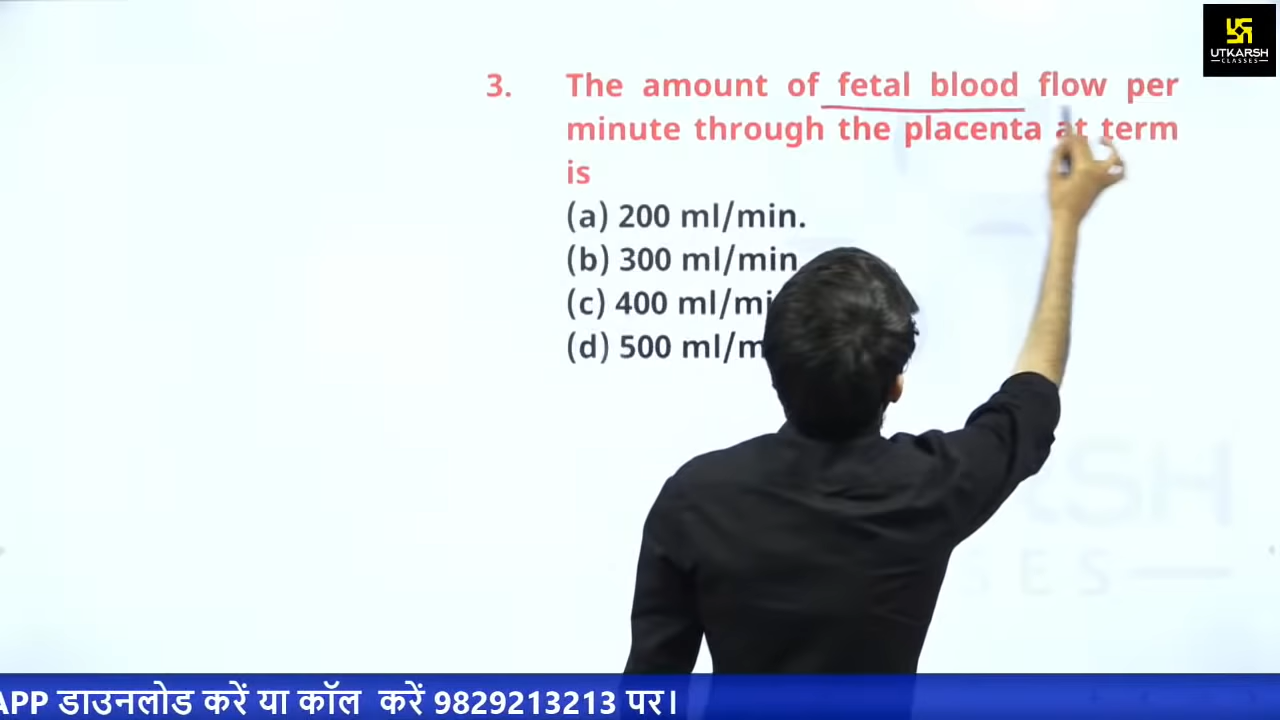 UTKARSH
CLASSES
3. The amount of fetal blood flow per
minute through the placenta at term
is
(a) 200 ml/min.
(b) 300 ml/min
(c) 400 ml/mi
(d) 500 ml/m
APP डाउनलोड करें या कॉल करें 9829213213 पर।